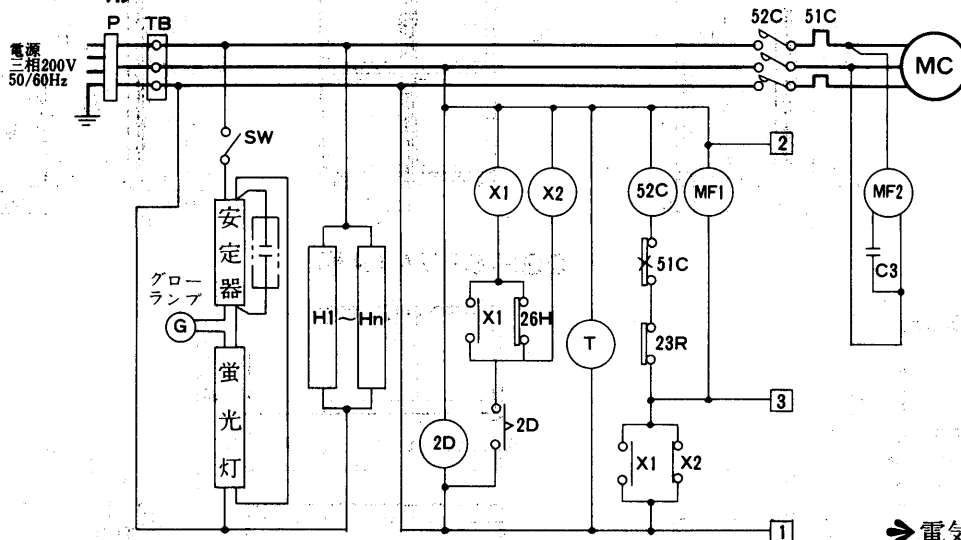 P
TB
電源
三相200V
50/60Hz
52C
51C
MC
SW
2
X1
X2
52C
MF1
MF2
安定器
51C
C3
グロー
ランプ
G
H1~Hn
X1
26H
T
23R
蛍光灯
2D
2D
3
X1
X2
1
➔電気